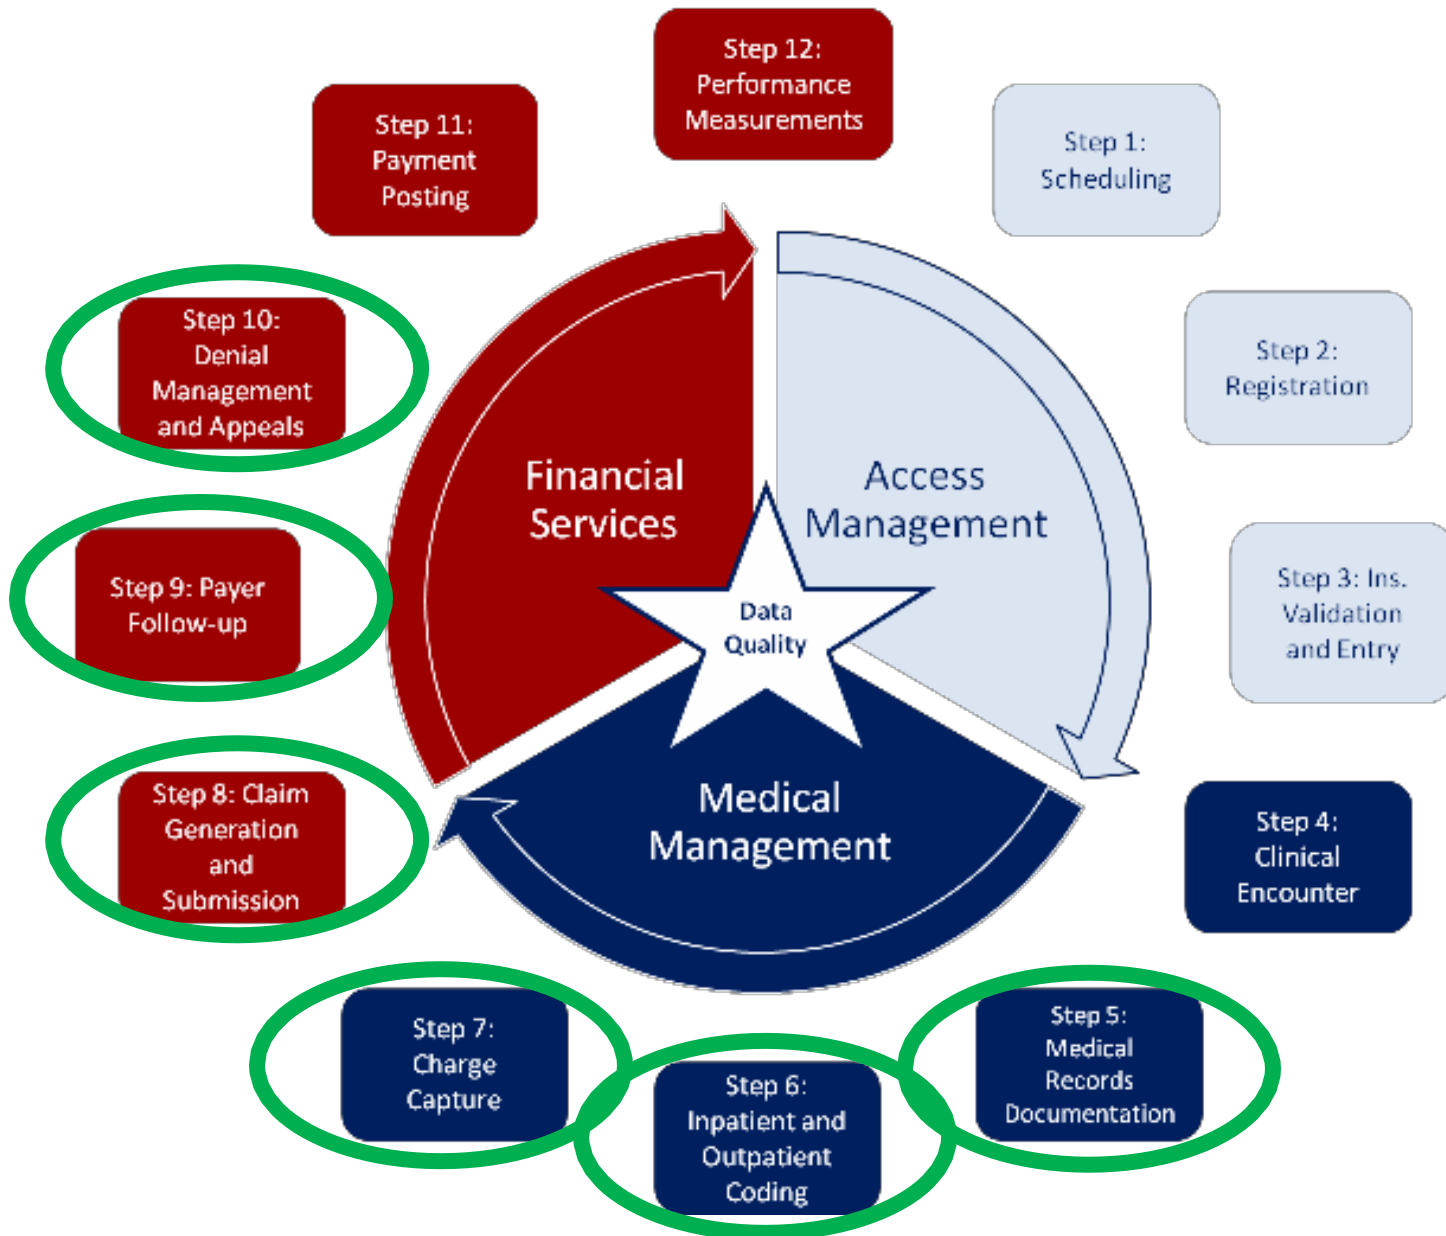 Step 12:
Performance
Measurements
Step 1:
Scheduling
Step 2:
Registration
Step 3: Ins.
Validation
and Entry
Step 4:
Clinical
Encounter
Step 5:
Medical
Records
Documentation
Step 6:
Inpatient and
Outpatient
Coding
Step 7:
Charge
Capture
Step 8: Claim
Generation
and
Submission
Step 9: Payer
Follow-up
Step 10:
Denial
Management
and Appeals
Step 11:
Payment
Posting
Financial
Services
Access
Management
Data
Quality
Medical
Management